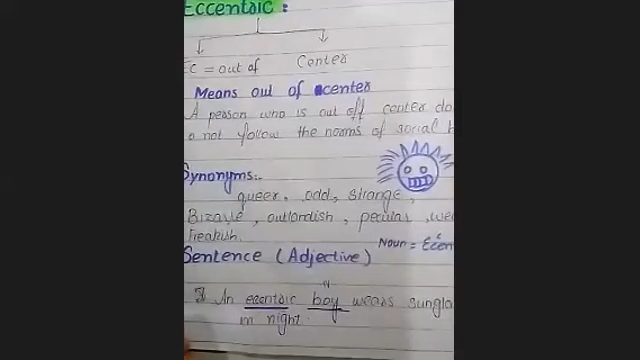 Eccentric :
EC = out of Center
Means out of center
A person who is out off center do
o not follow the norms of social b
Synonyms:-
queer, odd, strange,
Bizarre, outlandish, peculiar, wei
Freakish.
Noun = Eccen
Sentence (Adjective)
An eccentric boy wears sungla
in night.